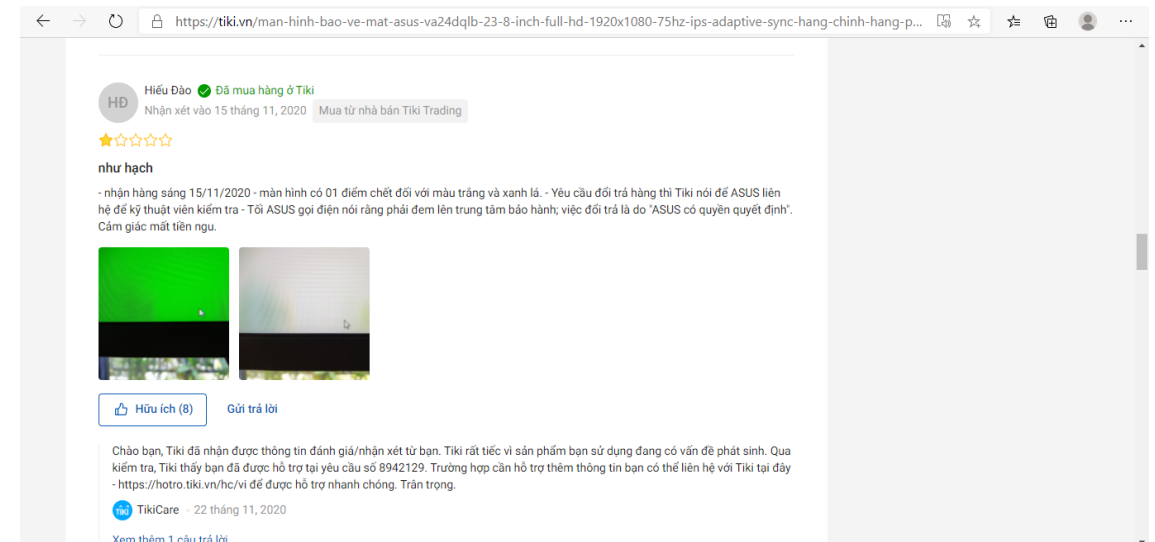 https://tiki.vn/man-hinh-bao-ve-mat-asus-va24dqlb-23-8-inch-full-hd-1920x1080-75hz-ips-adaptive-sync-hang-chinh-hang-p...
HĐ
Hiếu Đào Đã mua hàng ở Tiki
Nhận xét vào 15 tháng 11, 2020 Mua từ nhà bán Tiki Trading
như hạch
- nhận hàng sáng 15/11/2020 - màn hình có 01 điểm chết đối với màu trắng và xanh lá. - Yêu cầu đổi trả hàng thì Tiki nói để ASUS liên
hệ để kỹ thuật viên kiểm tra - Tối ASUS gọi điện nói rằng phải đem lên trung tâm bảo hành; việc đổi trả là do "ASUS có quyền quyết định".
Cảm giác mất tiền ngu.
Hữu ích (8) Gửi trả lời
Chào bạn, Tiki đã nhận được thông tin đánh giá/nhận xét từ bạn. Tiki rất tiếc vì sản phẩm bạn sử dụng đang có vấn đề phát sinh. Qua
kiểm tra, Tiki thấy bạn đã được hỗ trợ tại yêu cầu số 8942129. Trường hợp cần hỗ trợ thêm thông tin bạn có thể liên hệ với Tiki tại đây
- https://hotro.tiki.vn/hc/vi để được hỗ trợ nhanh chóng. Trân trọng.
TIKI TikiCare 22 tháng 11, 2020
Xem thêm 1 câu trả lời